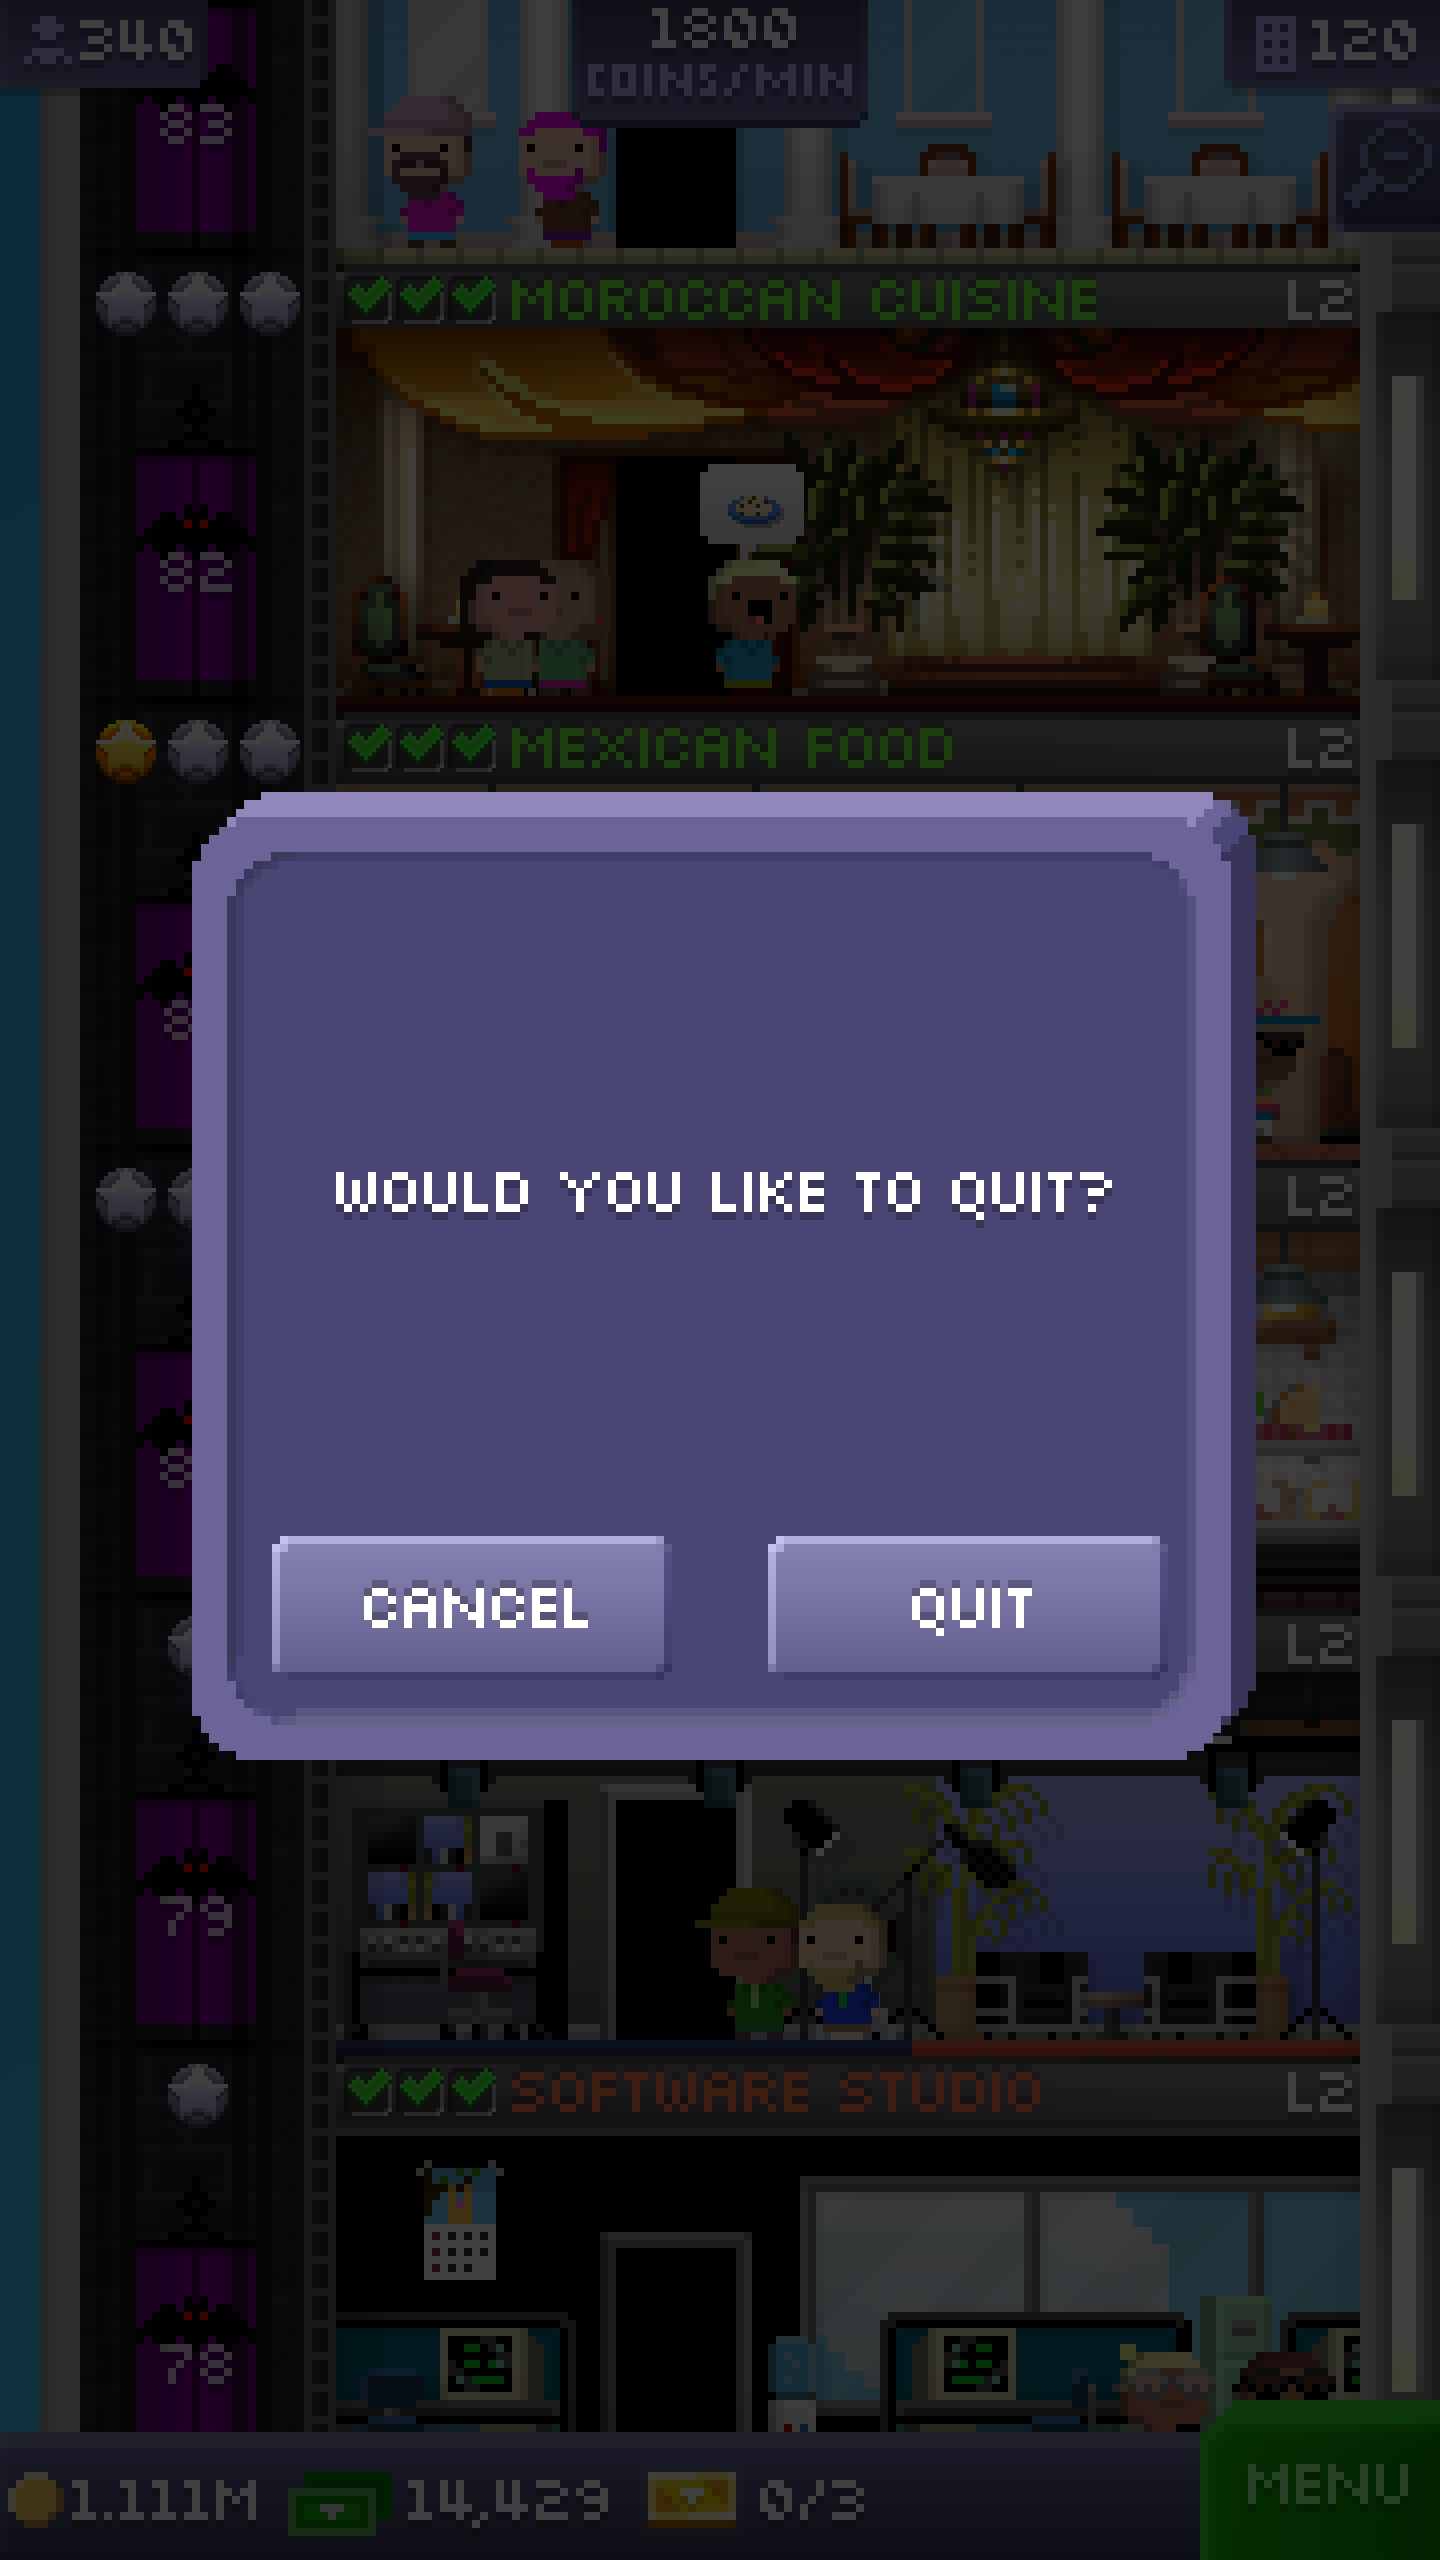 340
1800
COINS/MIN
120
83
MOROCCAN CUISINE L2
82
MEXICAN FOOD L2
WOULD YOU LIKE TO QUIT?
L2
CANCEL QUIT
L2
79
SOFTWARE STUDIO L2
78
1.111M 14,429 0/3 MENU